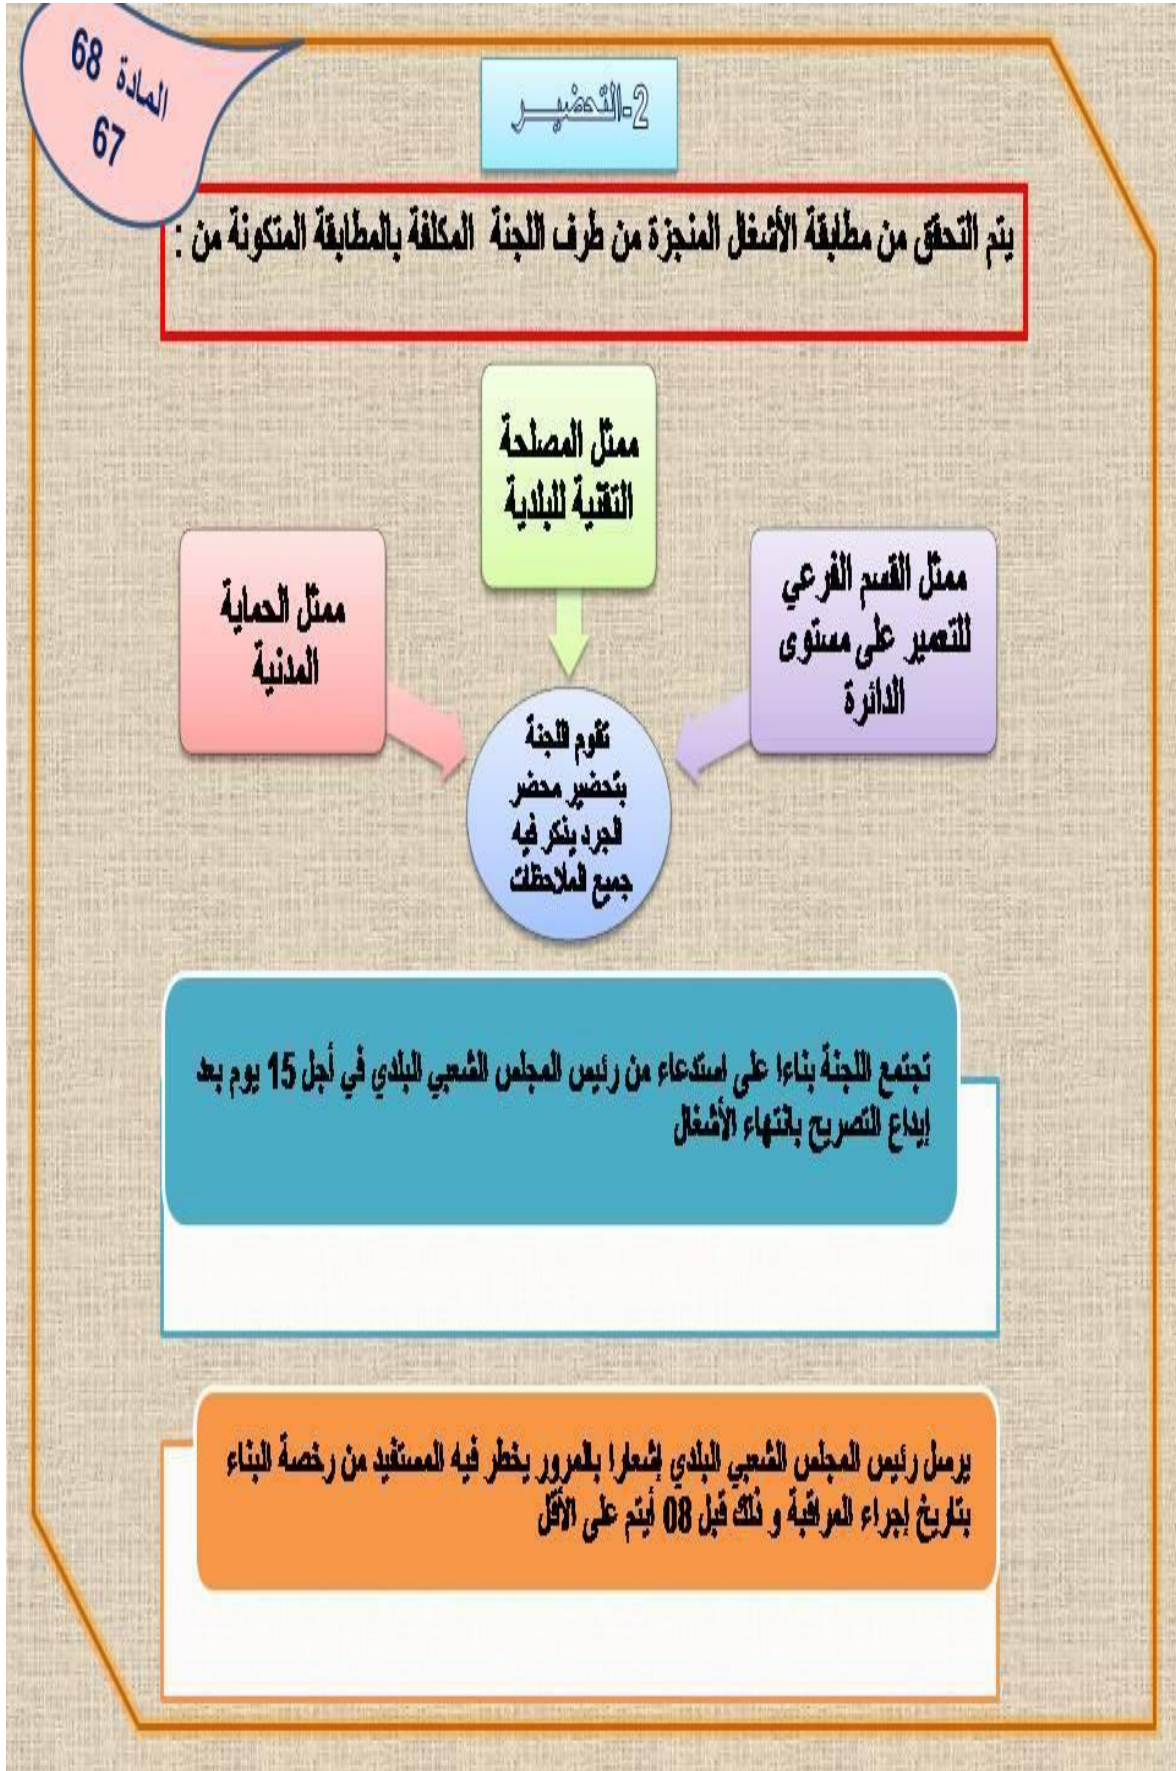 المادة 68
67
2-التحضيـــر
يتم التحقق من مطابقة الأشغال المنجزة من طرف اللجنة المكلفة بالمطابقة المتكونة من :
ممثل المصلحة
التقنية للبلدية
ممثل القسم الفرعي
للتعمير على مستوى
الدائرة
ممثل الحماية
المدنية
تقوم اللجنة
بتحضير محضر
الجرد يذكر فيه
جميع الملاحظات
تجتمع اللجنة بناءا على استدعاء من رئيس المجلس الشعبي البلدي في أجل 15 يوم بعد
إيداع التصريح بانتهاء الأشغال
يرسل رئيس المجلس الشعبي البلدي إشعارا بالمرور يخطر فيه المستفيد من رخصة البناء
بتاريخ إجراء المراقبة و ذلك قبل 08 أيتم على الأقل